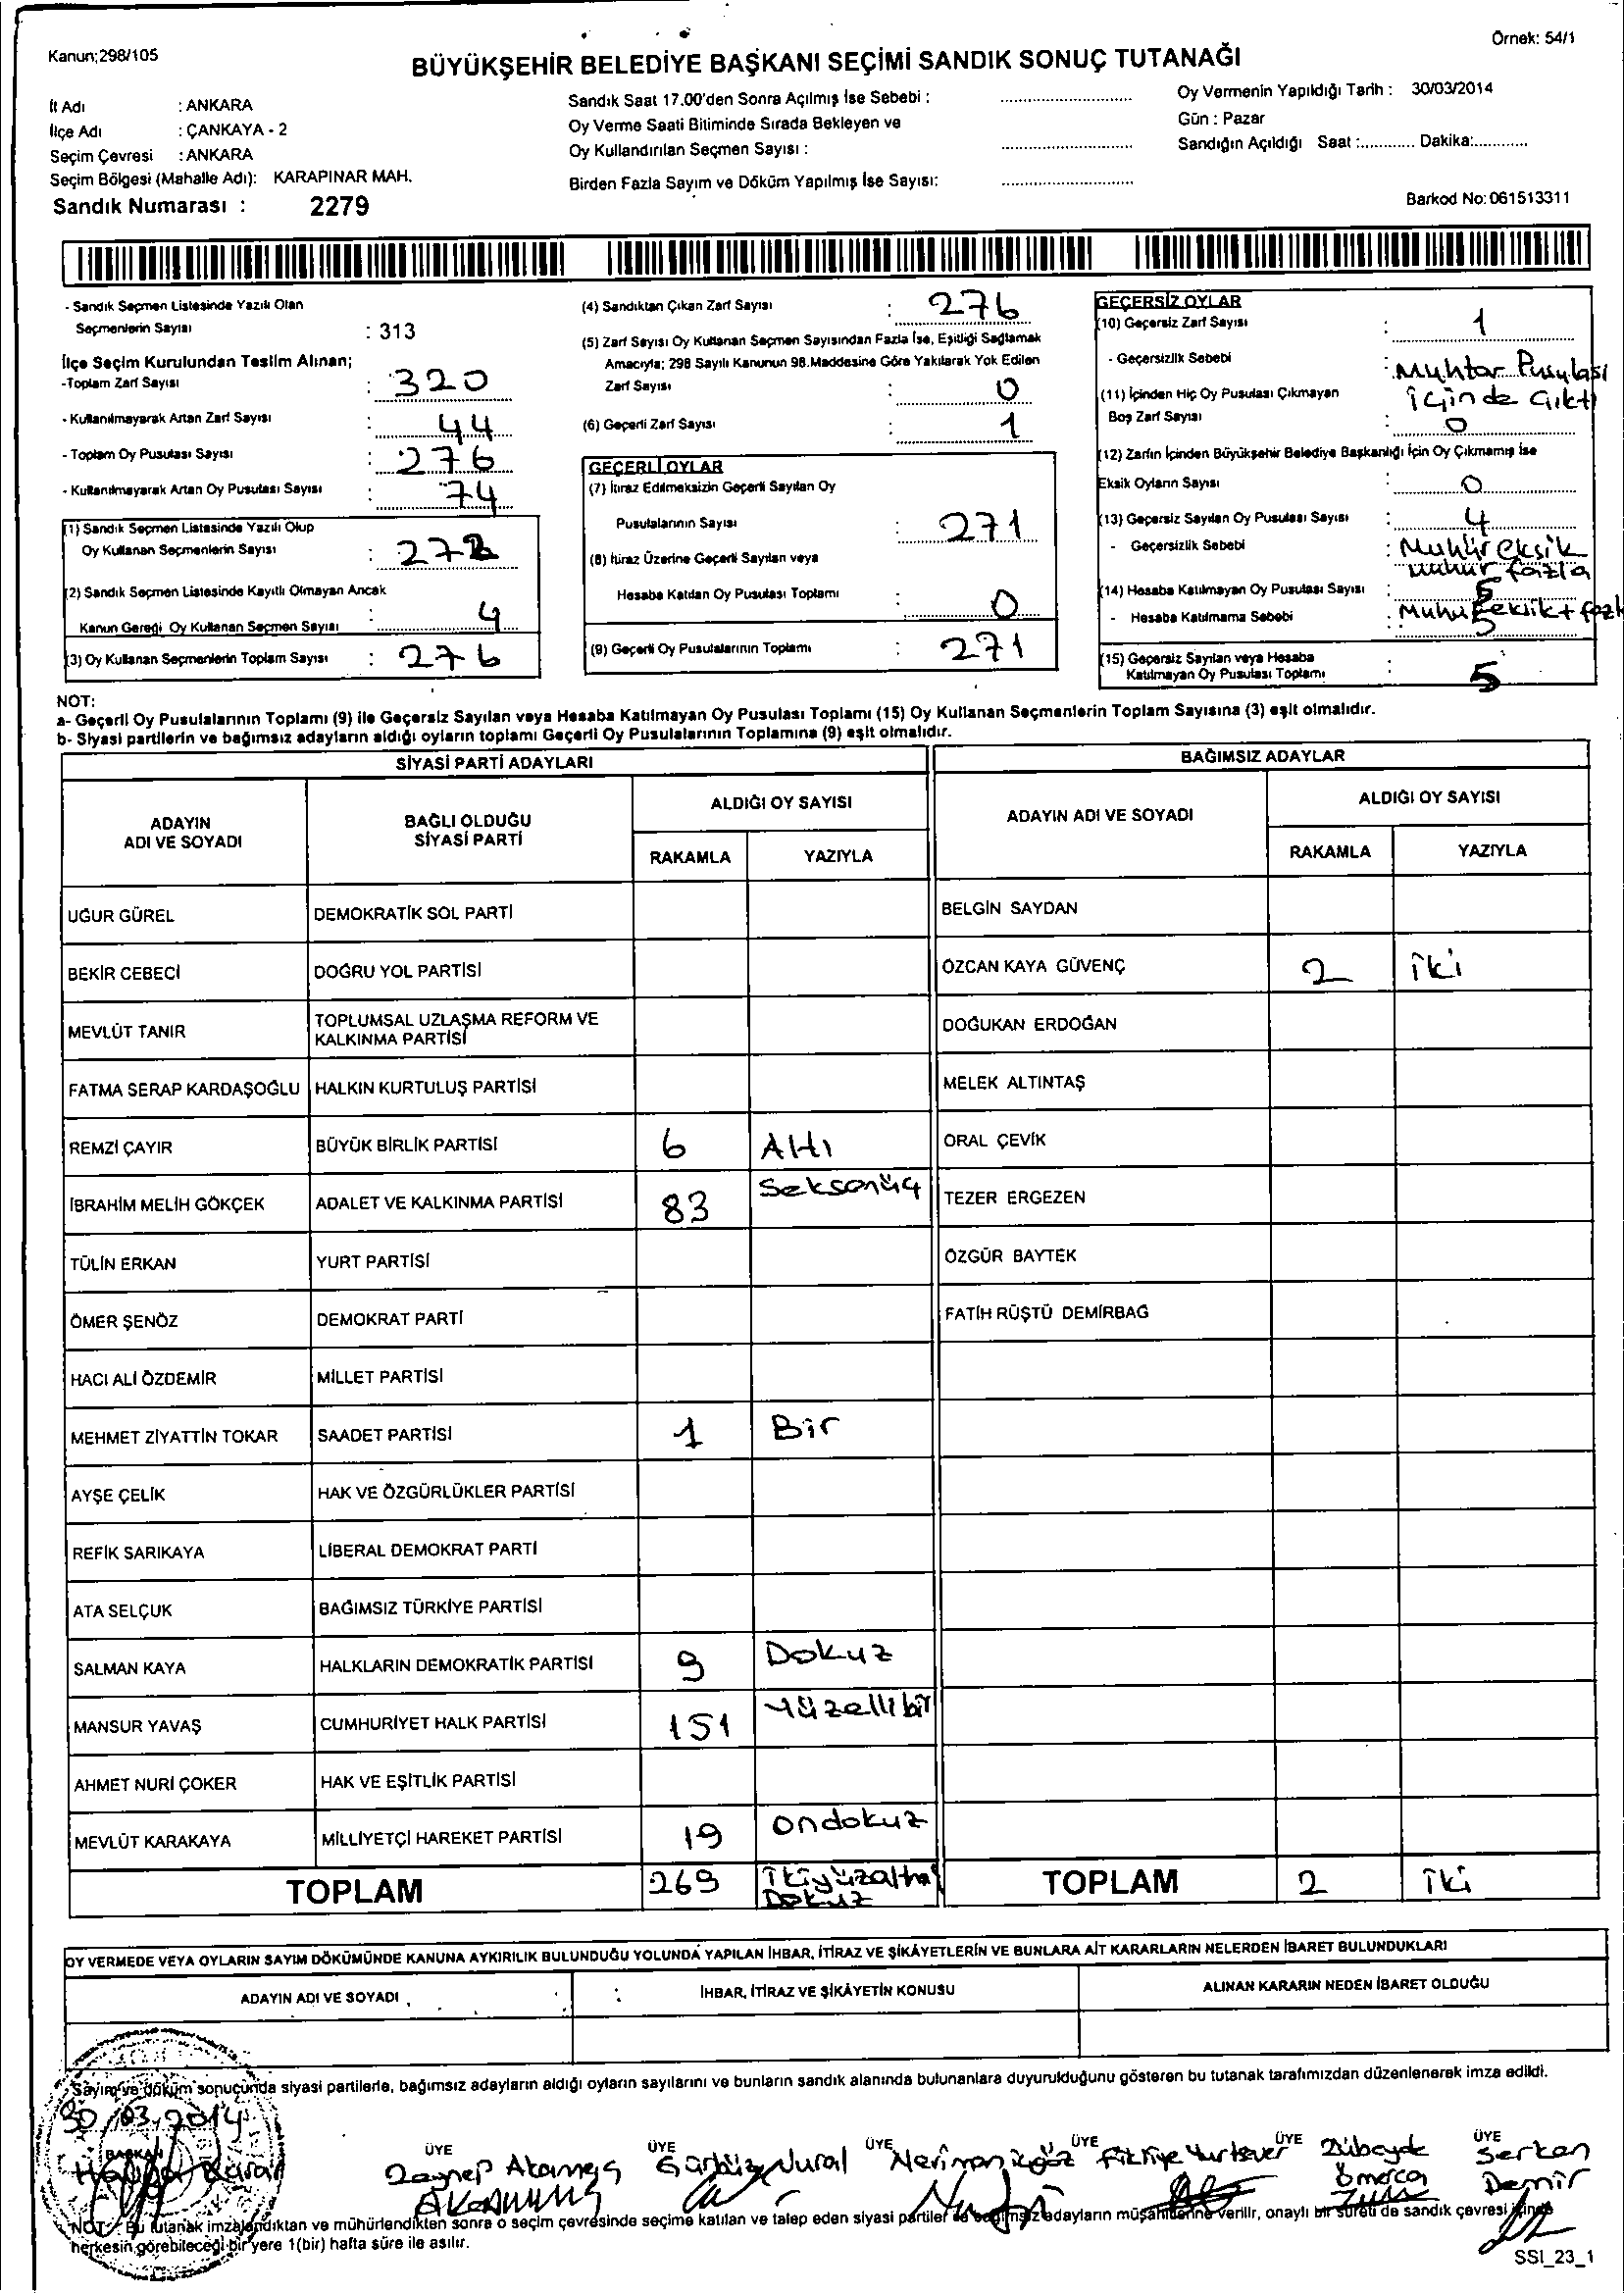 Kanun;298/105
Örnek: 54/1
BÜYÜKŞEHİR BELEDİYE BAŞKANI SEÇİMİ SANDIK SONUÇ TUTANAĞI
İl Adı : ANKARA
İlçe Adı : ÇANKAYA - 2
Seçim Çevresi : ANKARA
Seçim Bölgesi (Mahalle Adı): KARAPINAR MAH.
Sandık Numarası : 2279
Sandık Saat 17.00'den Sonra Açılmış İse Sebebi :
Oy Verme Saati Bitiminde Sırada Bekleyen ve
Oy Kullandırılan Seçmen Sayısı :
Birden Fazla Sayım ve Döküm Yapılmış İse Sayısı:
Oy Vermenin Yapıldığı Tarih : 30/03/2014
Gün : Pazar
Sandığın Açıldığı Saat :............ Dakika:............
Barkod No:061513311
- Sandık Seçmen Listesinde Yazılı Olan
Seçmenlerin Sayısı : 313
İlçe Seçim Kurulundan Teslim Alınan;
-Toplam Zarf Sayısı : 320
- Kullanılmayarak Artan Zarf Sayısı : 44
- Toplam Oy Pusulası Sayısı : 276
- Kullanılmayarak Artan Oy Pusulası Sayısı : 74
(1) Sandık Seçmen Listesinde Yazılı Olup
Oy Kullanan Seçmenlerin Sayısı : 272
(2) Sandık Seçmen Listesinde Kayıtlı Olmayan Ancak
Kanun Gereği Oy Kullanan Seçmen Sayısı : 4
(3) Oy Kullanan Seçmenlerin Toplam Sayısı : 276
(4) Sandıktan Çıkan Zarf Sayısı : 276
(5) Zarf Sayısı Oy Kullanan Seçmen Sayısından Fazla İse, Eşitliği Sağlamak
Amacıyla; 298 Sayılı Kanunun 98.Maddesine Göre Yakılarak Yok Edilen
Zarf Sayısı : 0
(6) Geçerli Zarf Sayısı : 1
GEÇERLİ OYLAR
(7) İtiraz Edilmeksizin Geçerli Sayılan Oy
Pusulalarının Sayısı : 271
(8) İtiraz Üzerine Geçerli Sayılan veya
Hesaba Katılan Oy Pusulası Toplamı : 0
(9) Geçerli Oy Pusulalarının Toplamı : 271
GEÇERSİZ OYLAR
(10) Geçersiz Zarf Sayısı : 1
- Geçersizlik Sebebi : Muhtar Pusulası
içinde Çıktı
(11) İçinden Hiç Oy Pusulası Çıkmayan
Boş Zarf Sayısı : 0
(12) Zarfın İçinden Büyükşehir Belediye Başkanlığı İçin Oy Çıkmamış İse
Eksik Oyların Sayısı : 0
(13) Geçersiz Sayılan Oy Pusulası Sayısı : 4
- Geçersizlik Sebebi : Mühür eksik
mühür fazla
(14) Hesaba Katılmayan Oy Pusulası Sayısı : 5
- Hesaba Katılmama Sebebi :
(15) Geçersiz Sayılan veya Hesaba
Katılmayan Oy Pusulası Toplamı : 5
NOT:
a- Geçerli Oy Pusulalarının Toplamı (9) ile Geçersiz Sayılan veya Hesaba Katılmayan Oy Pusulası Toplamı (15) Oy Kullanan Seçmenlerin Toplam Sayısına (3) eşit olmalıdır.
b- Siyasi partilerin ve bağımsız adayların aldığı oyların toplamı Geçerli Oy Pusulalarının Toplamına (9) eşit olmalıdır.
SİYASİ PARTİ ADAYLARI
BAĞIMSIZ ADAYLAR
ADAYIN
ADI VE SOYADI
BAĞLI OLDUĞU
SİYASİ PARTİ
ALDIĞI OY SAYISI
RAKAMLA YAZIYLA
ADAYIN ADI VE SOYADI
ALDIĞI OY SAYISI
RAKAMLA YAZIYLA
UĞUR GÜREL DEMOKRATİK SOL PARTİ BELGİN SAYDAN
BEKİR CEBECİ DOĞRU YOL PARTİSİ ÖZCAN KAYA GÜVENÇ 2 iki
MEVLÜT TANIR TOPLUMSAL UZLAŞMA REFORM VE
KALKINMA PARTİSİ DOĞUKAN ERDOĞAN
FATMA SERAP KARDAŞOĞLU HALKIN KURTULUŞ PARTİSİ MELEK ALTINTAŞ
REMZİ ÇAYIR BÜYÜK BİRLİK PARTİSİ 6 Altı ORAL ÇEVİK
İBRAHİM MELİH GÖKÇEK ADALET VE KALKINMA PARTİSİ 83 Seksenüç TEZER ERGEZEN
TÜLİN ERKAN YURT PARTİSİ ÖZGÜR BAYTEK
ÖMER ŞENÖZ DEMOKRAT PARTİ FATİH RÜŞTÜ DEMİRBAĞ
HACI ALİ ÖZDEMİR MİLLET PARTİSİ
MEHMET ZİYATTİN TOKAR SAADET PARTİSİ 1 Bir
AYŞE ÇELİK HAK VE ÖZGÜRLÜKLER PARTİSİ
REFİK SARIKAYA LİBERAL DEMOKRAT PARTİ
ATA SELÇUK BAĞIMSIZ TÜRKİYE PARTİSİ
SALMAN KAYA HALKLARIN DEMOKRATİK PARTİSİ 9 Dokuz
MANSUR YAVAŞ CUMHURİYET HALK PARTİSİ 151 Yüzellibir
AHMET NURİ ÇOKER HAK VE EŞİTLİK PARTİSİ
MEVLÜT KARAKAYA MİLLİYETÇİ HAREKET PARTİSİ 19 ondokuz
TOPLAM 269 Dokuz TOPLAM 2 iki
OY VERMEDE VEYA OYLARIN SAYIM DÖKÜMÜNDE KANUNA AYKIRILIK BULUNDUĞU YOLUNDA YAPILAN İHBAR, İTİRAZ VE ŞİKÂYETLERİN VE BUNLARA AİT KARARLARIN NELERDEN İBARET BULUNDUKLARI
ADAYIN ADI VE SOYADI İHBAR, İTİRAZ VE ŞİKÂYETİN KONUSU ALINAN KARARIN NEDEN İBARET OLDUĞU
Sayım ve döküm sonucunda siyasi partilerle, bağımsız adayların aldığı oyların sayılarını ve bunların sandık alanında bulunanlara duyurulduğunu gösteren bu tutanak tarafımızdan düzenlenerek imza edildi.
30/03/2014
BAŞKAN ÜYE ÜYE ÜYE ÜYE ÜYE ÜYE
Zeynep Vural Neriman Zübeyde Serkan
Ömerca Demir
NOT: Bu tutanak imzalandıktan ve mühürlendikten sonra o seçim çevresinde seçime katılan ve talep eden siyasi partiler ile bağımsız adayların müşahitlerine verilir, onaylı bir sureti de sandık çevresi içinde
herkesin görebileceği bir yere 1(bir) hafta süre ile asılır.
SSI_23_1